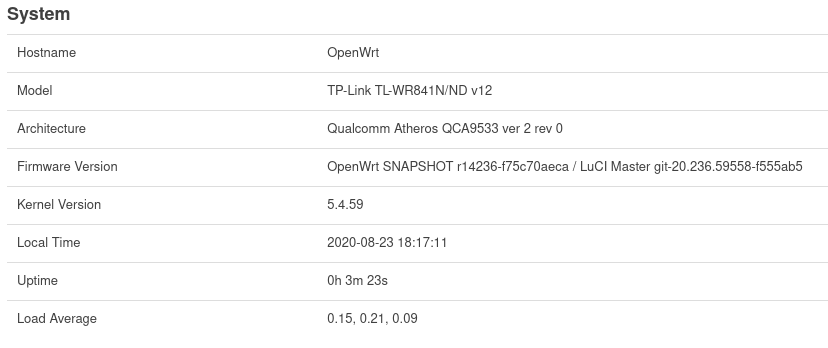 System
Hostname OpenWrt
Model TP-Link TL-WR841N/ND v12
Architecture Qualcomm Atheros QCA9533 ver 2 rev 0
Firmware Version OpenWrt SNAPSHOT r14236-f75c70aeca / LuCI Master git-20.236.59558-f555ab5
Kernel Version 5.4.59
Local Time 2020-08-23 18:17:11
Uptime 0h 3m 23s
Load Average 0.15, 0.21, 0.09